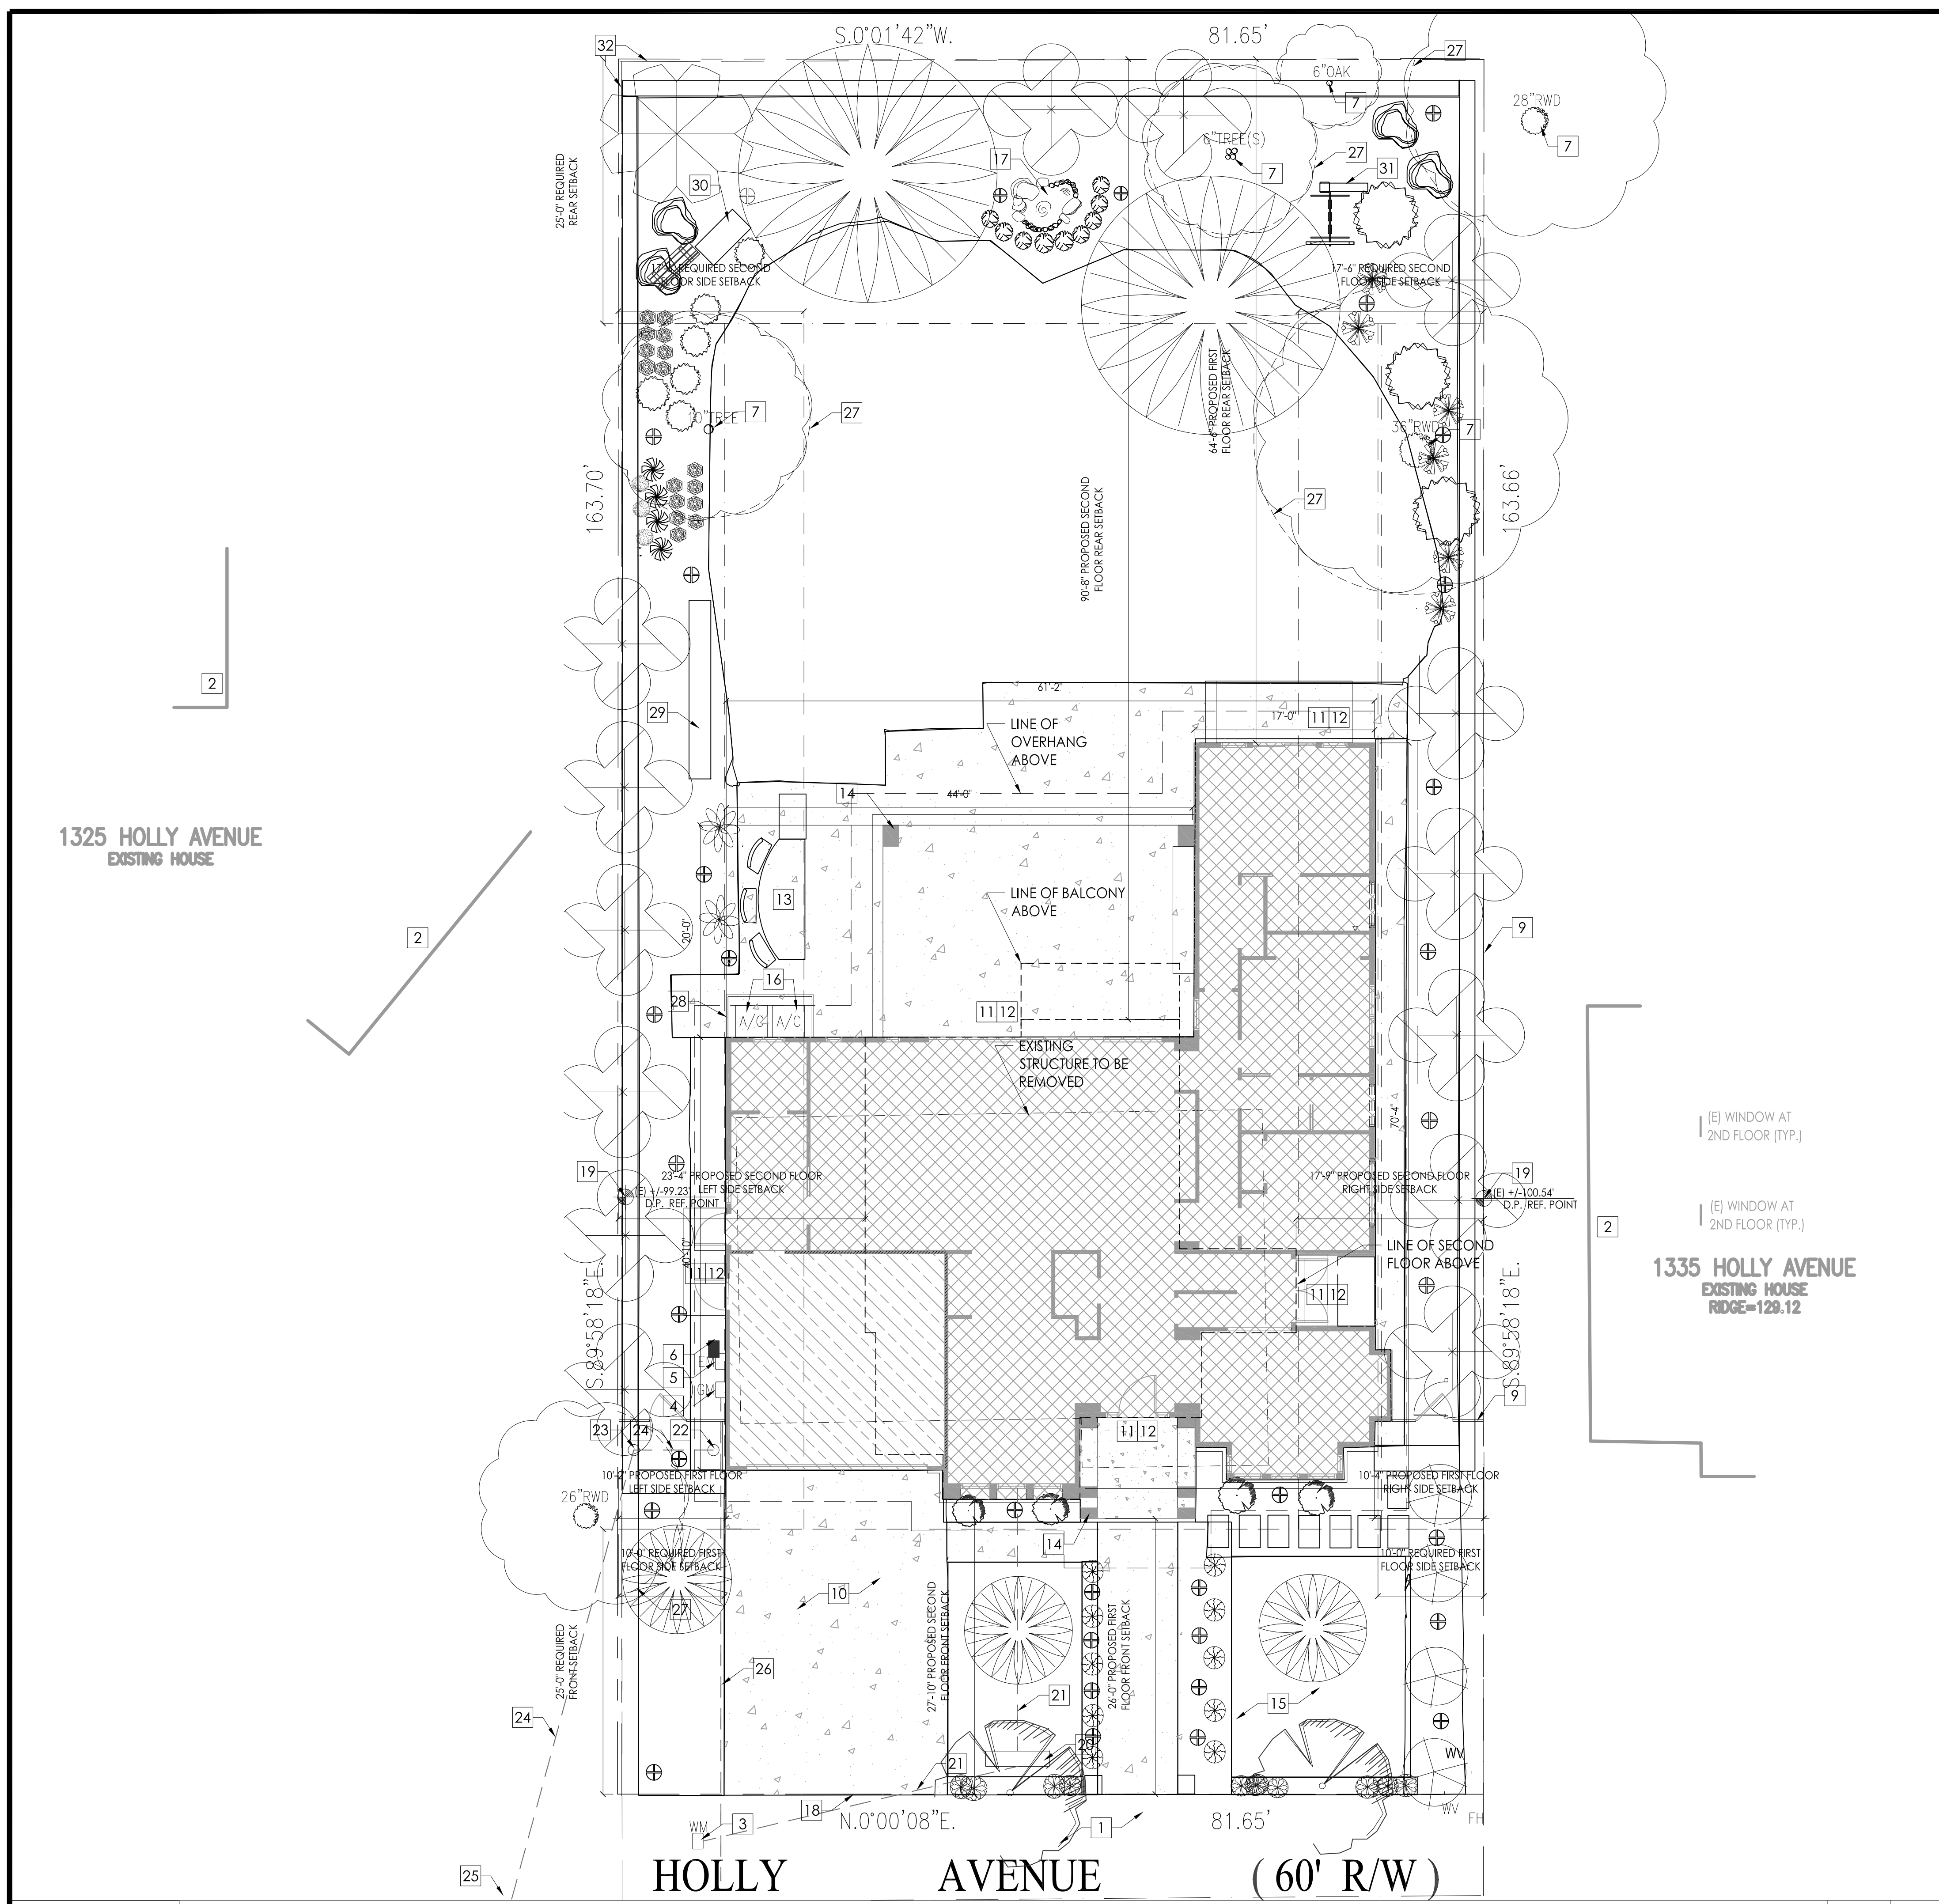 S.0°01'42"W.
81.65'
32
27
6"OAK
7
28"RWD
7
6"TREE(S)
27
7
17
31
25'-0" REQUIRED
REAR SETBACK
30
17'-6" REQUIRED SECOND
FLOOR SIDE SETBACK
17'-6" REQUIRED SECOND
FLOOR SIDE SETBACK
64'-6" PROPOSED FIRST
FLOOR REAR SETBACK
10"TREE
7
27
36"RWD
7
163.70'
90'-8" PROPOSED SECOND
FLOOR REAR SETBACK
27
163.66'
2
29
61'-2"
17'-0"
11 12
LINE OF
OVERHANG
ABOVE
14
44'-0"
1325 HOLLY AVENUE
EXISTING HOUSE
13
LINE OF BALCONY
ABOVE
2
20'-0"
9
16
28
A/C
A/C
11 12
EXISTING
STRUCTURE TO BE
REMOVED
70'-4"
(E) WINDOW AT
2ND FLOOR (TYP.)
19
23'-4" PROPOSED SECOND FLOOR
LEFT SIDE SETBACK
(E) +/-99.23'
D.P. REF. POINT
17'-9" PROPOSED SECOND FLOOR
RIGHT SIDE SETBACK
19
(E) +/-100.54'
D.P. REF. POINT
(E) WINDOW AT
2ND FLOOR (TYP.)
2
40'-10"
LINE OF SECOND
FLOOR ABOVE
11 12
11 12
1335 HOLLY AVENUE
EXISTING HOUSE
RIDGE=129.12
S.89°58'18"E.
S.89°58'18"E.
6
5
GM
4
9
23
24
22
11 12
10'-2" PROPOSED FIRST FLOOR
LEFT SIDE SETBACK
10'-4" PROPOSED FIRST FLOOR
RIGHT SIDE SETBACK
26"RWD
14
10'-0" REQUIRED FIRST
FLOOR SIDE SETBACK
10'-0" REQUIRED FIRST
FLOOR SIDE SETBACK
10
27
27'-10" PROPOSED SECOND
FLOOR FRONT SETBACK
26'-0" PROPOSED FIRST
FLOOR FRONT SETBACK
25'-0" REQUIRED
FRONT SETBACK
26
21
15
24
20
21
WV
18
WV
N.0°00'08"E.
81.65'
FH
WM
3
1
25
HOLLY AVENUE ( 60' R/W )